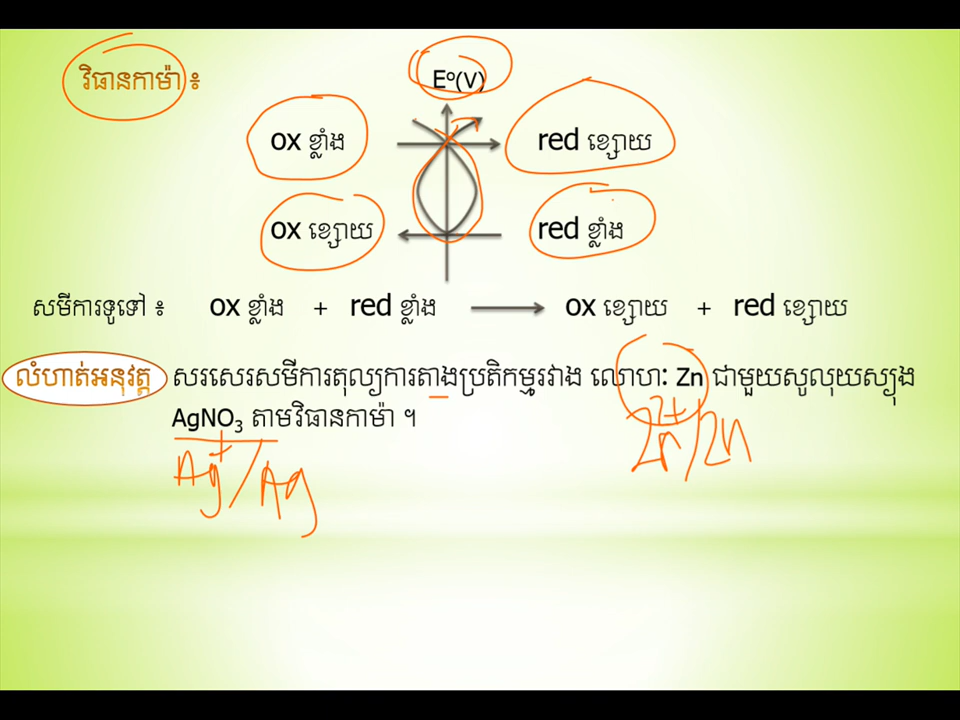 វិធានកាម៉ា ៖
E°(V)
ox ខ្លាំង red ខ្សោយ
ox ខ្សោយ red ខ្លាំង
សមីការទូទៅ ៖ ox ខ្លាំង + red ខ្លាំង ⟶ ox ខ្សោយ + red ខ្សោយ
លំហាត់អនុវត្ត សរសេរសមីការតុល្យការតាងប្រតិកម្មរវាង លោហៈ Zn ជាមួយសូលុយស្យុង
AgNO₃ តាមវិធានកាម៉ា ។
Ag⁺/Ag Zn²⁺/Zn